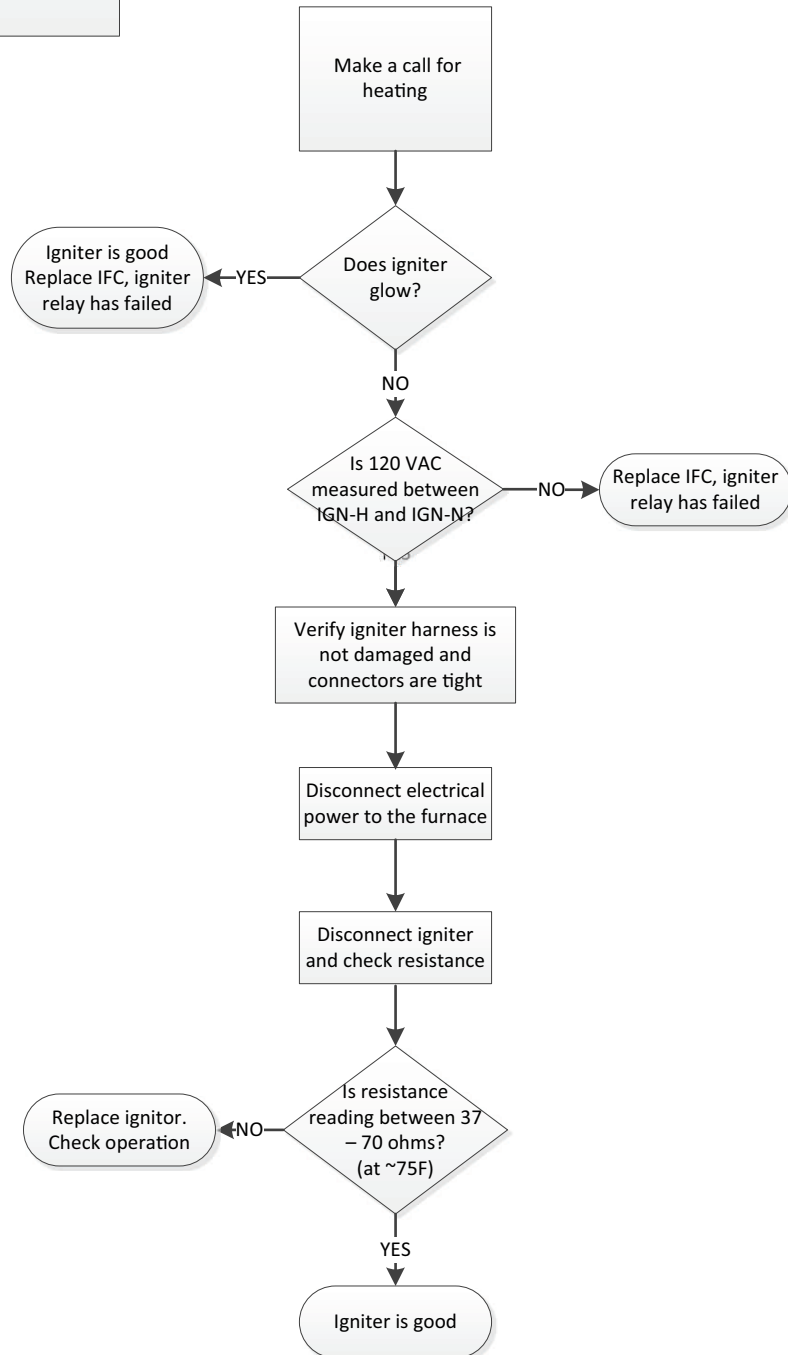 Make a call for
heating
Does igniter
glow?
YES
Igniter is good
Replace IFC, igniter
relay has failed
NO
Is 120 VAC
measured between
IGN-H and IGN-N?
NO
Replace IFC, igniter
relay has failed
Verify igniter harness is
not damaged and
connectors are tight
Disconnect electrical
power to the furnace
Disconnect igniter
and check resistance
Is resistance
reading between 37
– 70 ohms?
(at ~75F)
NO
Replace ignitor.
Check operation
YES
Igniter is good